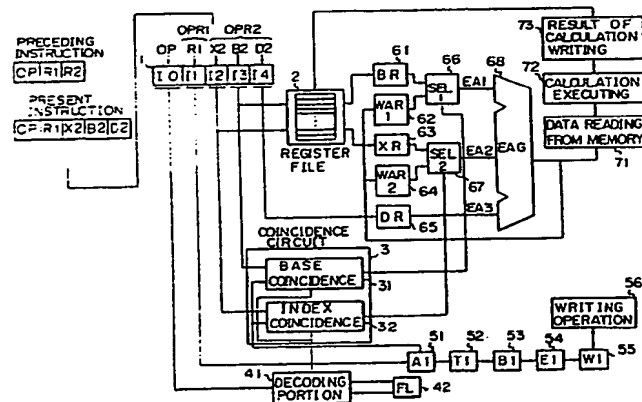 PRECEDING INSTRUCTION
OP R1 R2
PRESENT INSTRUCTION
OP R1 X2 B2 D2
OPR1 OPR2
OP R1 X2 B2 D2
1
I0 I1 I2 I3 I4
2
REGISTER FILE
61
BR
WAR 1
62
63
XR
WAR 2
64
DR
65
66
SEL 1
SEL 2
67
EA1
EA2
EA3
68
EAG
73
RESULT OF CALCULATION WRITING
72
CALCULATION EXECUTING
DATA READING FROM MEMORY
71
COINCIDENCE CIRCUIT
3
BASE COINCIDENCE
31
INDEX COINCIDENCE
32
41
DECODING PORTION
FL
42
51
A1
52
T1
53
B1
54
E1
W1
55
56
WRITING OPERATION